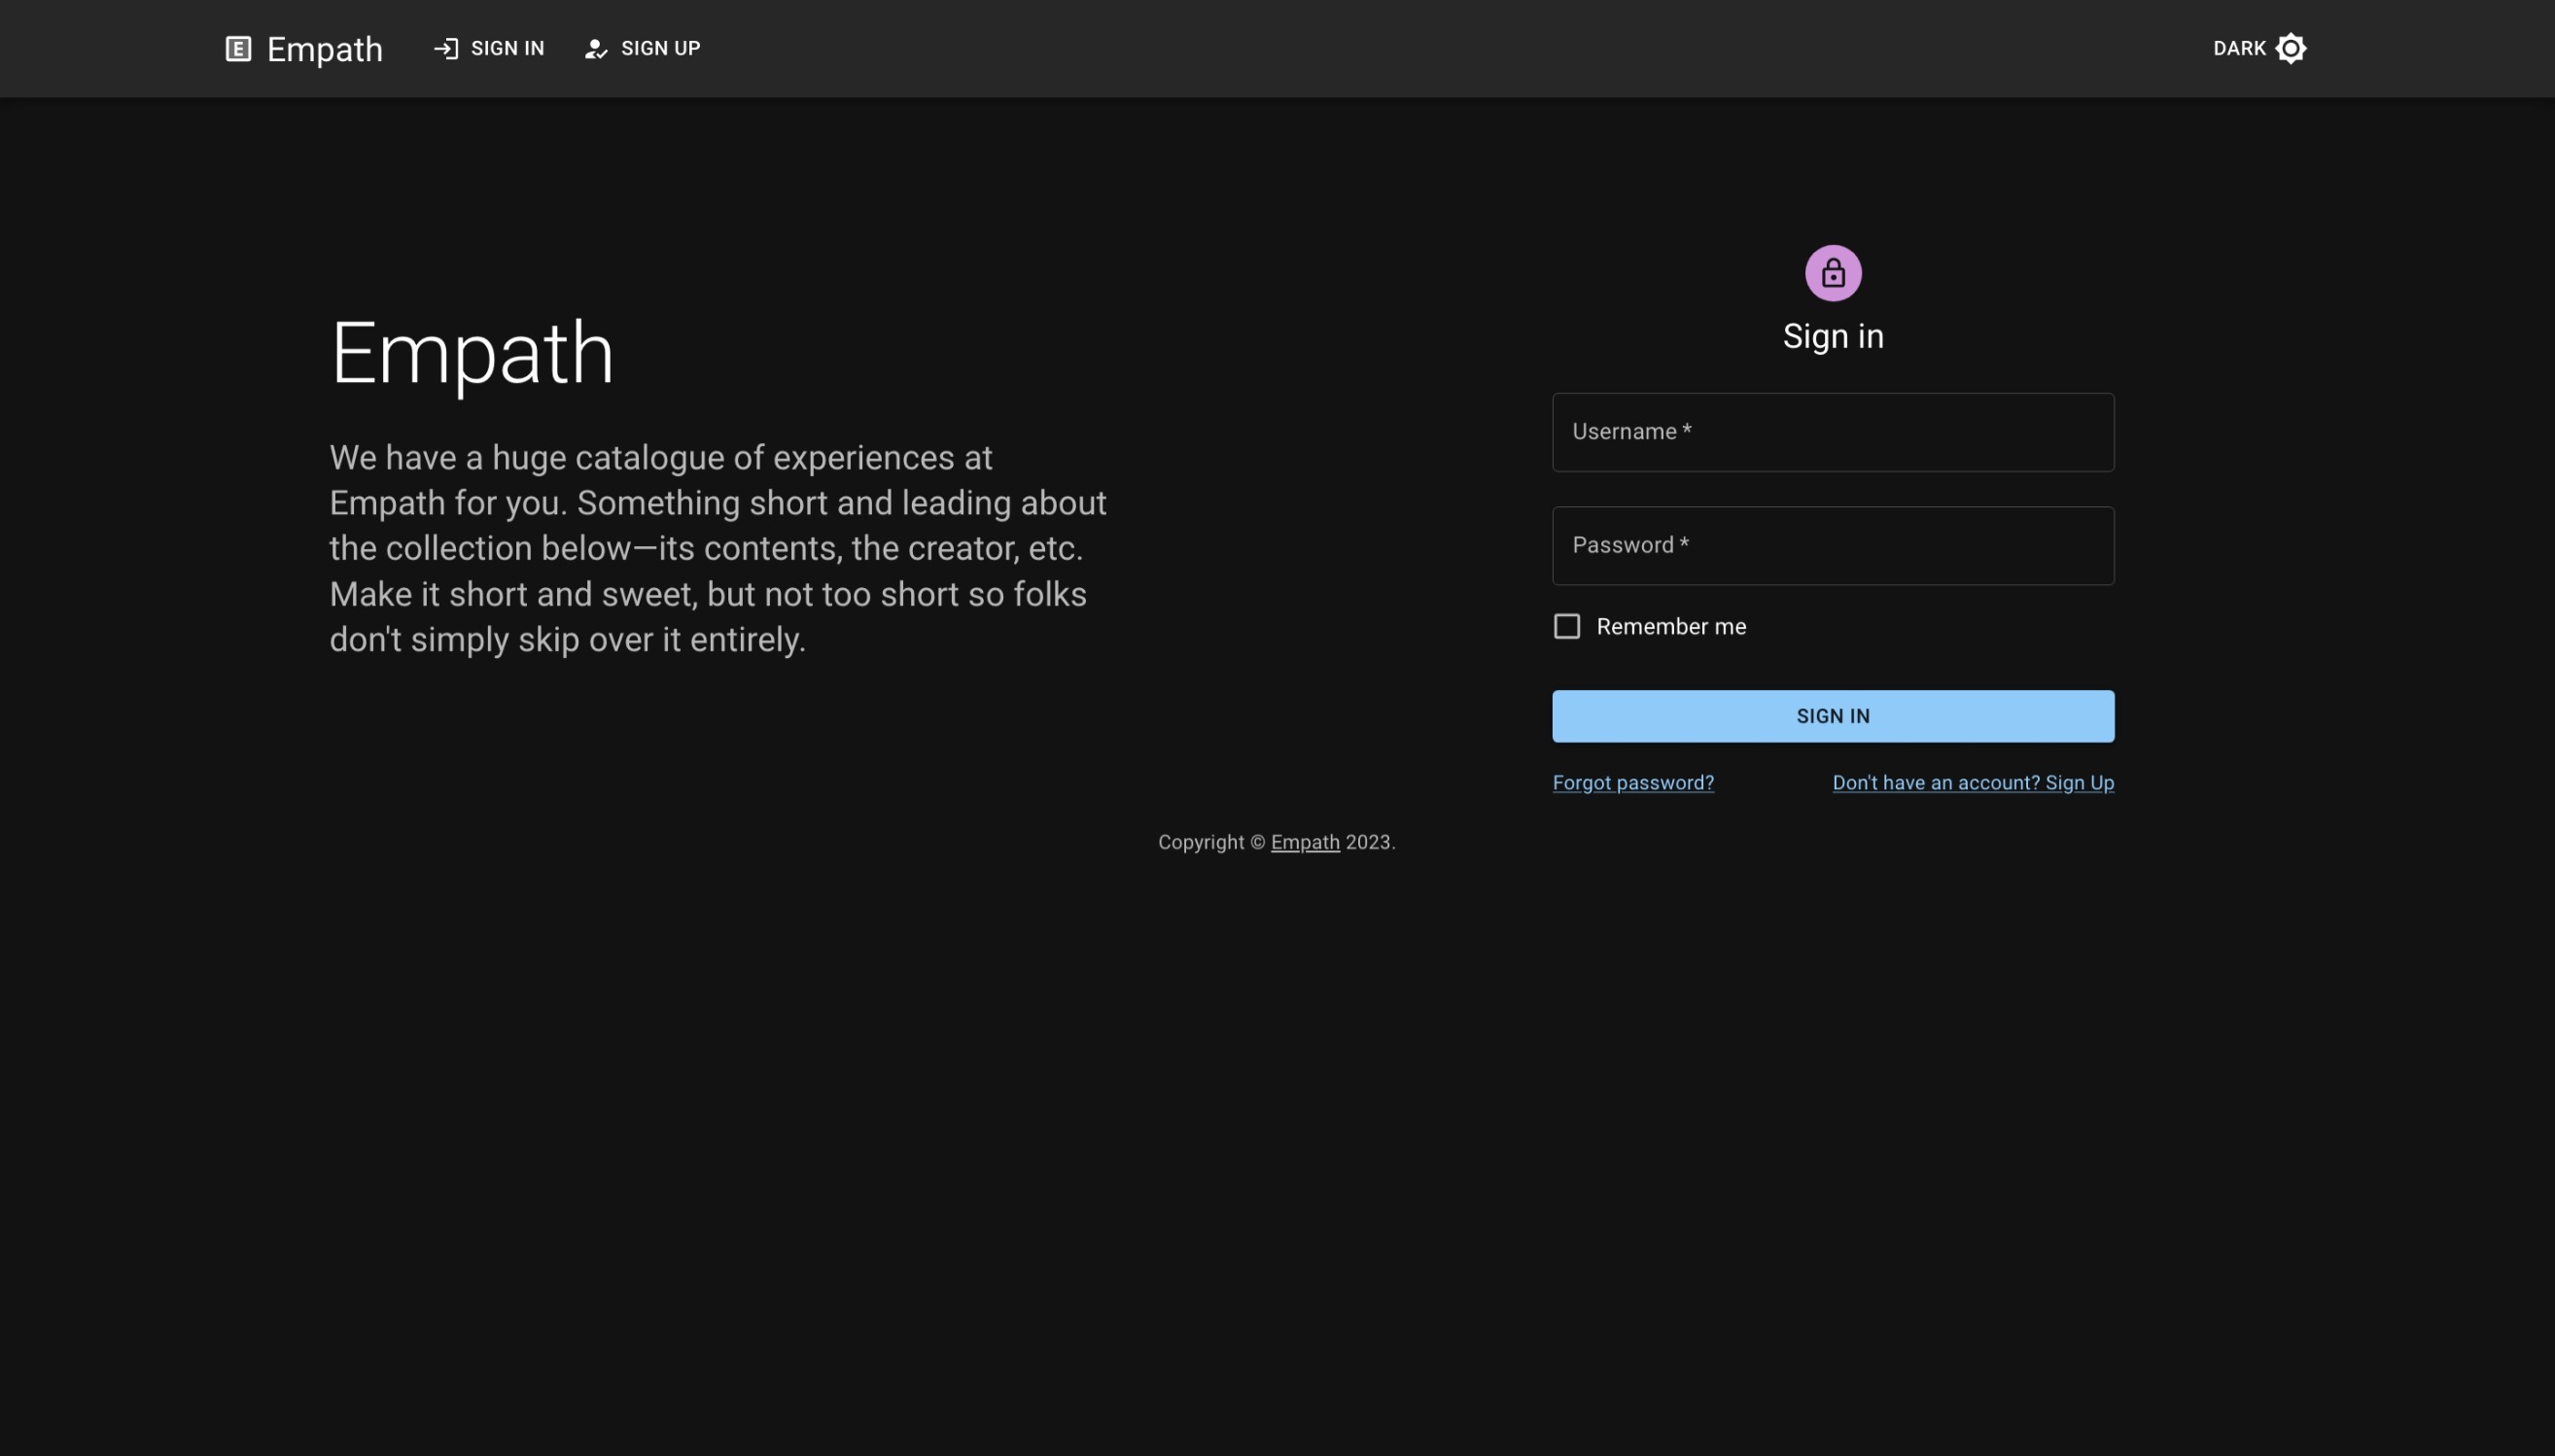 E Empath SIGN IN SIGN UP DARK
Empath
We have a huge catalogue of experiences at
Empath for you. Something short and leading about
the collection below—its contents, the creator, etc.
Make it short and sweet, but not too short so folks
don't simply skip over it entirely.
Sign in
Username *
Password *
Remember me
SIGN IN
Forgot password? Don't have an account? Sign Up
Copyright © Empath 2023.